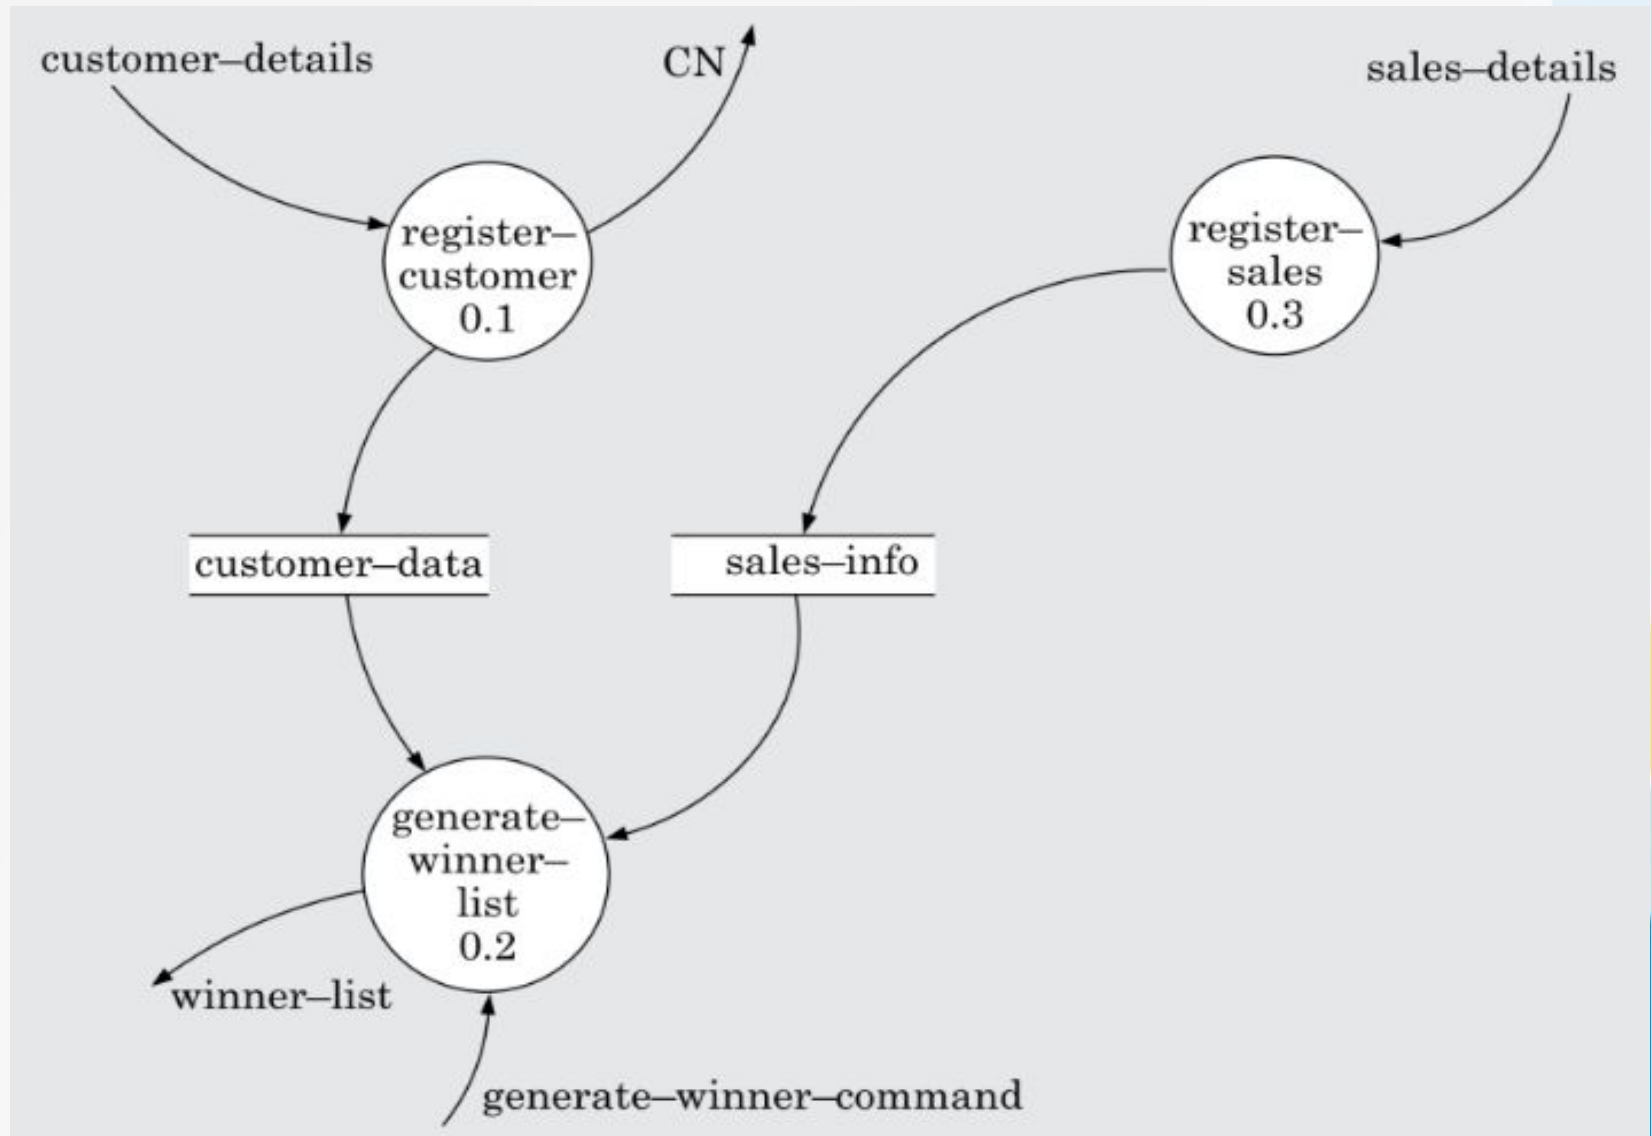 customer–details
CN
sales–details
register–
customer
0.1
register–
sales
0.3
customer–data
sales–info
generate–
winner–
list
0.2
winner–list
generate–winner–command